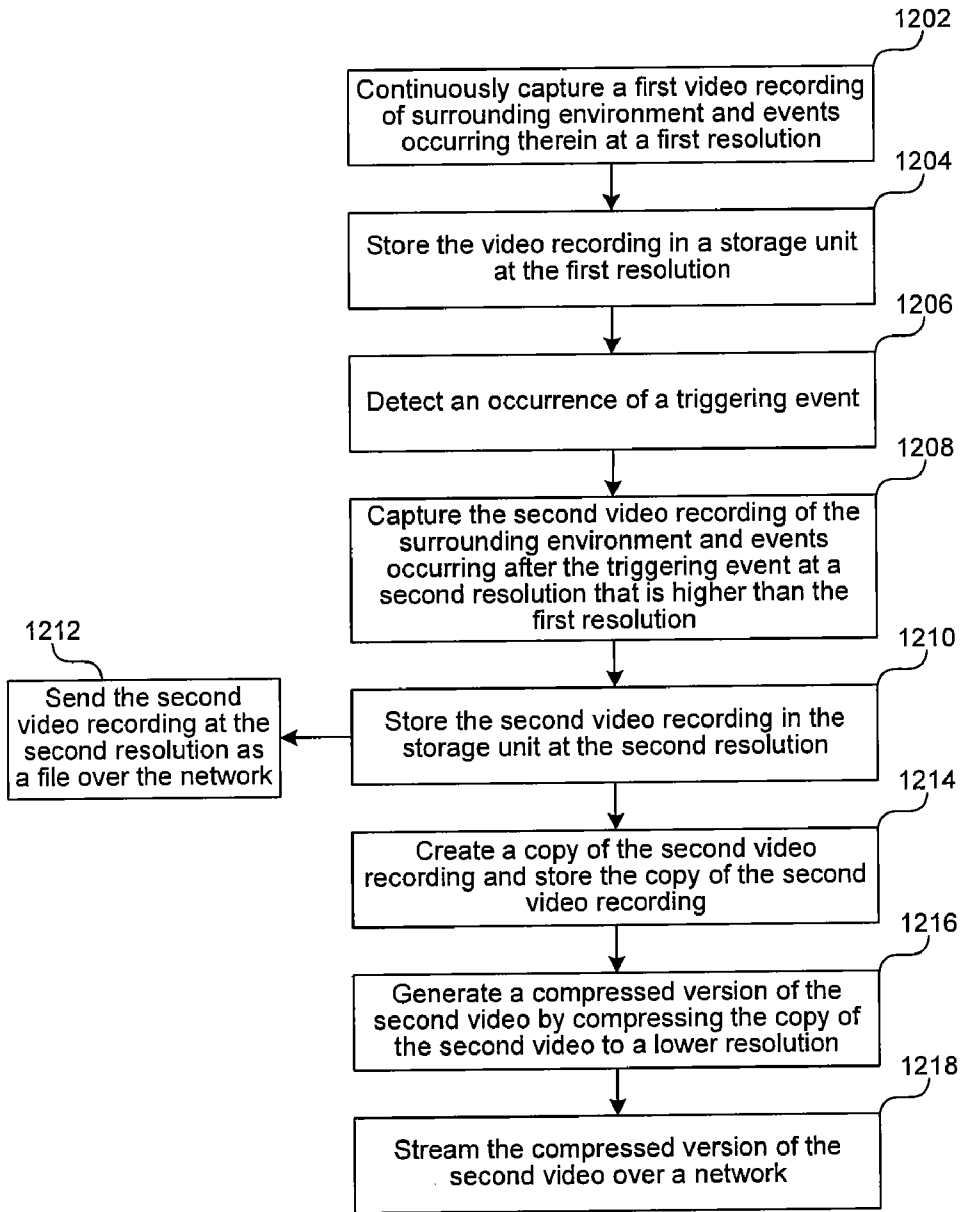 1202
Continuously capture a first video recording
of surrounding environment and events
occurring therein at a first resolution
1204
Store the video recording in a storage unit
at the first resolution
1206
Detect an occurrence of a triggering event
1208
Capture the second video recording of the
surrounding environment and events
occurring after the triggering event at a
second resolution that is higher than the
first resolution
1212
Send the second
video recording at the
second resolution as
a file over the network
1210
Store the second video recording in the
storage unit at the second resolution
1214
Create a copy of the second video
recording and store the copy of the second
video recording
1216
Generate a compressed version of the
second video by compressing the copy of
the second video to a lower resolution
1218
Stream the compressed version of the
second video over a network